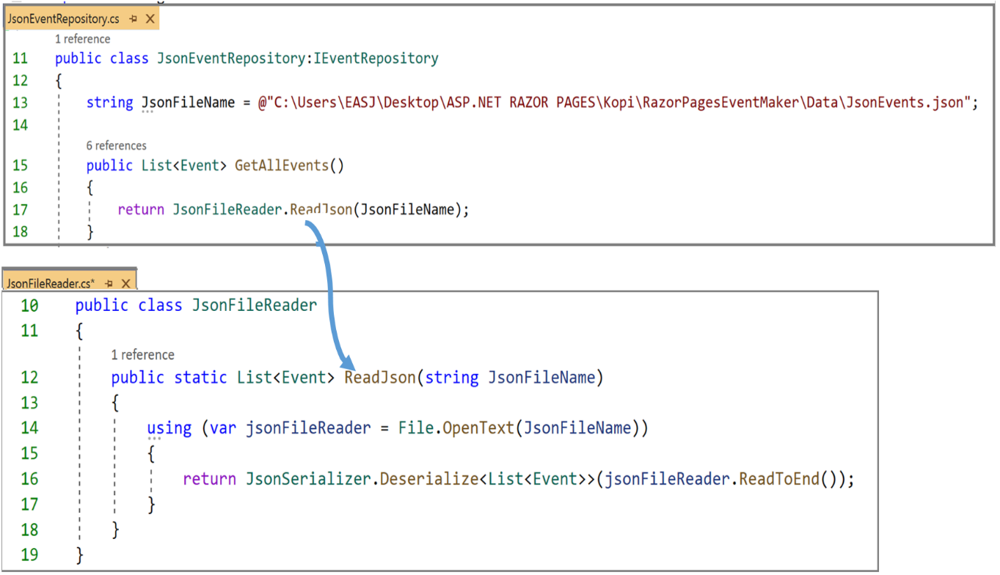 JsonEventRepository.cs
1 reference
11 public class JsonEventRepository:IEventRepository
12 {
13 string JsonFileName = @"C:\Users\EASJ\Desktop\ASP.NET RAZOR PAGES\Kopi\RazorPagesEventMaker\Data\JsonEvents.json";
14
6 references
15 public List<Event> GetAllEvents()
16 {
17 return JsonFileReader.ReadJson(JsonFileName);
18 }
JsonFileReader.cs*
10 public class JsonFileReader
11 {
1 reference
12 public static List<Event> ReadJson(string JsonFileName)
13 {
14 using (var jsonFileReader = File.OpenText(JsonFileName))
15 {
16 return JsonSerializer.Deserialize<List<Event>>(jsonFileReader.ReadToEnd());
17 }
18 }
19 }